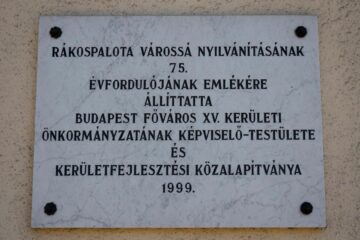 RÁKOSPALOTA VÁROSSÁ NYILVÁNÍTÁSÁNAK
75.
ÉVFORDULÓJÁNAK EMLÉKÉRE
ÁLLÍTTATTA
BUDAPEST FŐVÁROS XV. KERÜLETI
ÖNKORMÁNYZATÁNAK KÉPVISELŐ-TESTÜLETE
ÉS
KERÜLETFEJLESZTÉSI KÖZALAPÍTVÁNYA
1999.